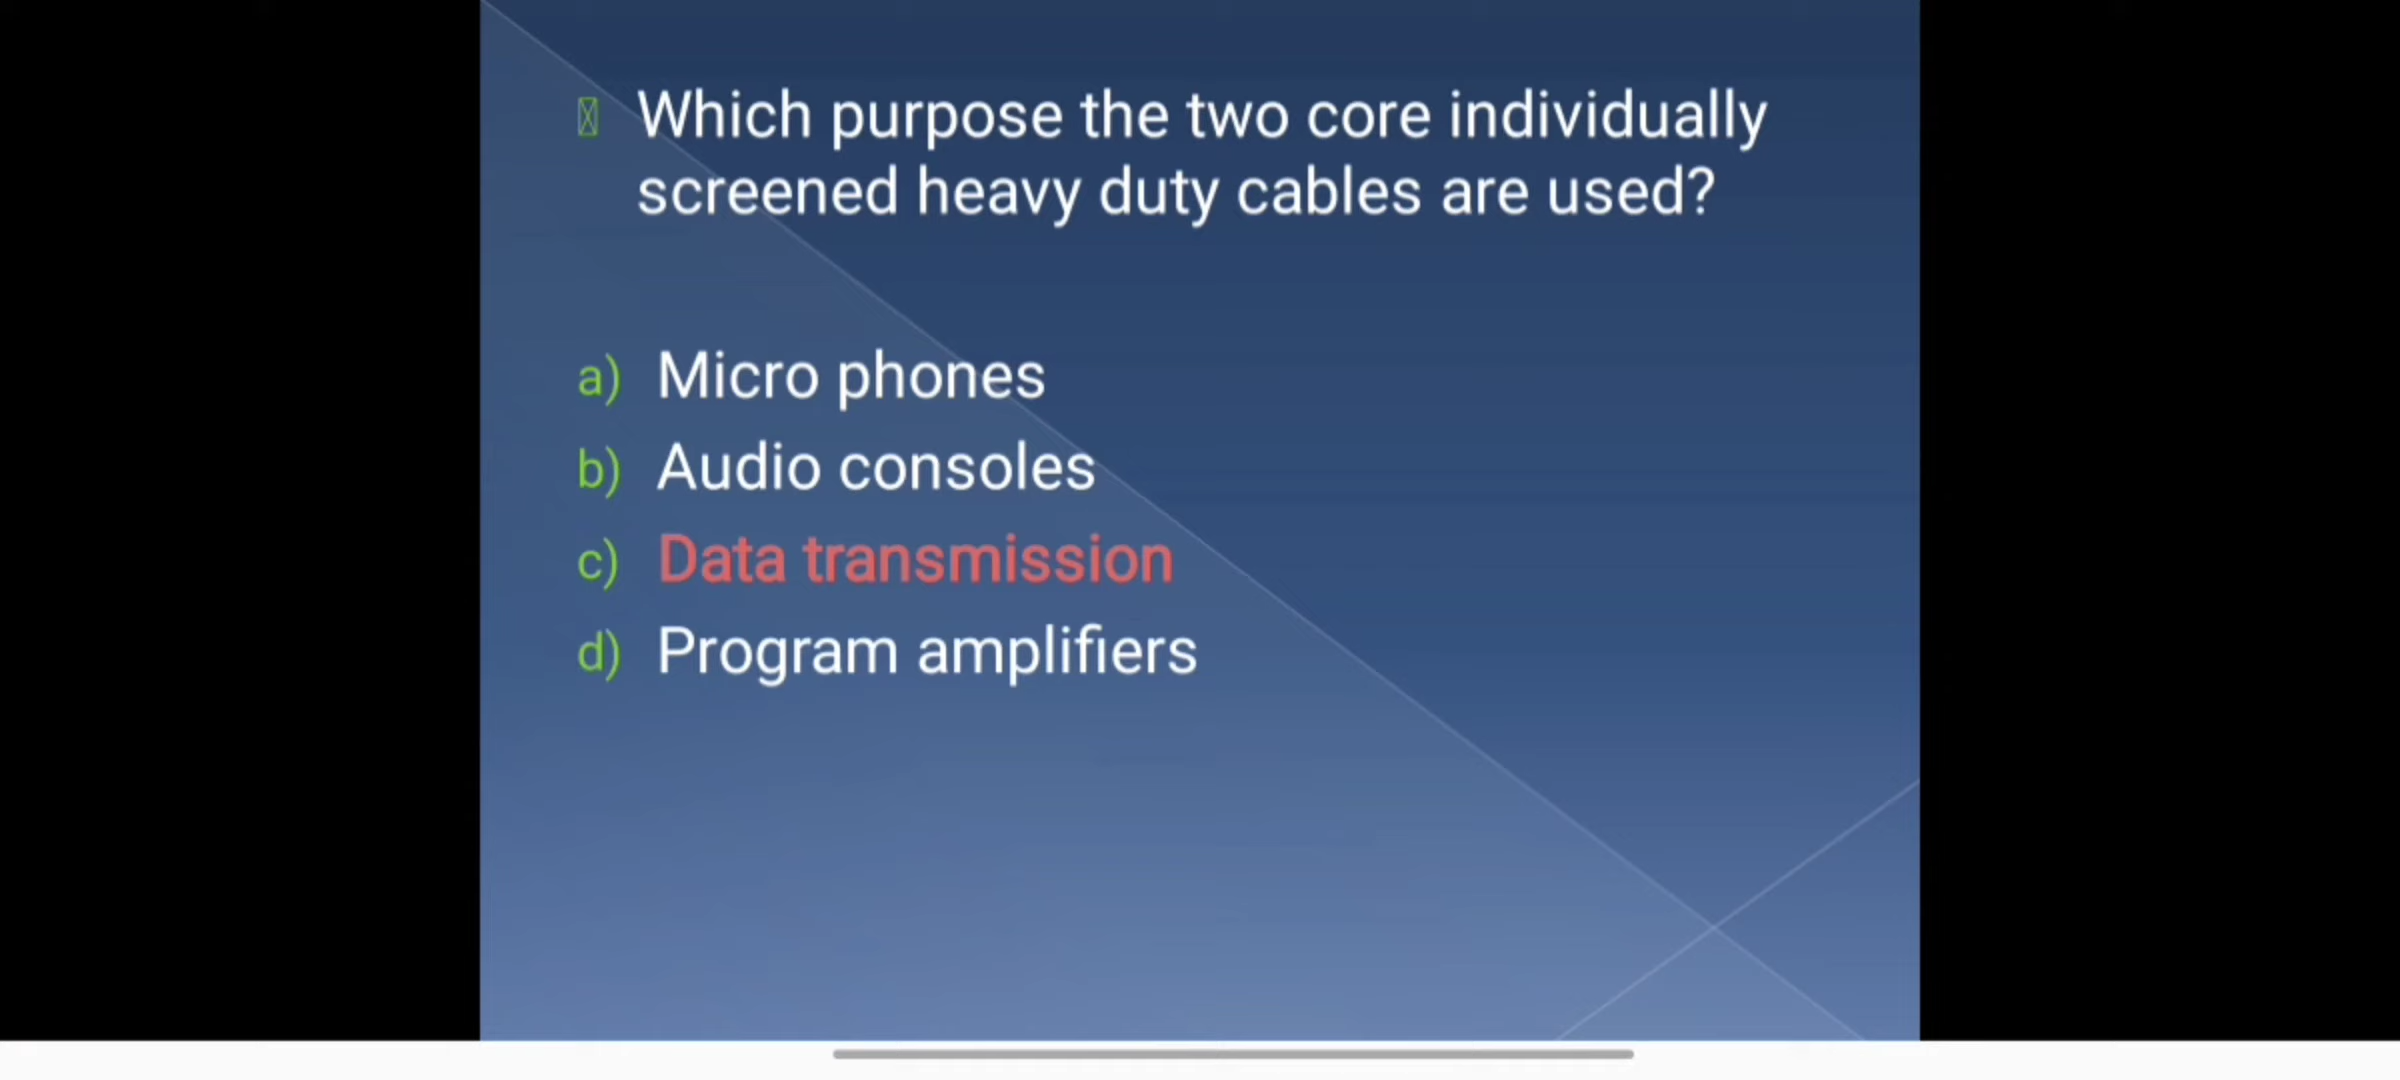 Which purpose the two core individually
screened heavy duty cables are used?
a) Micro phones
b) Audio consoles
c) Data transmission
d) Program amplifiers